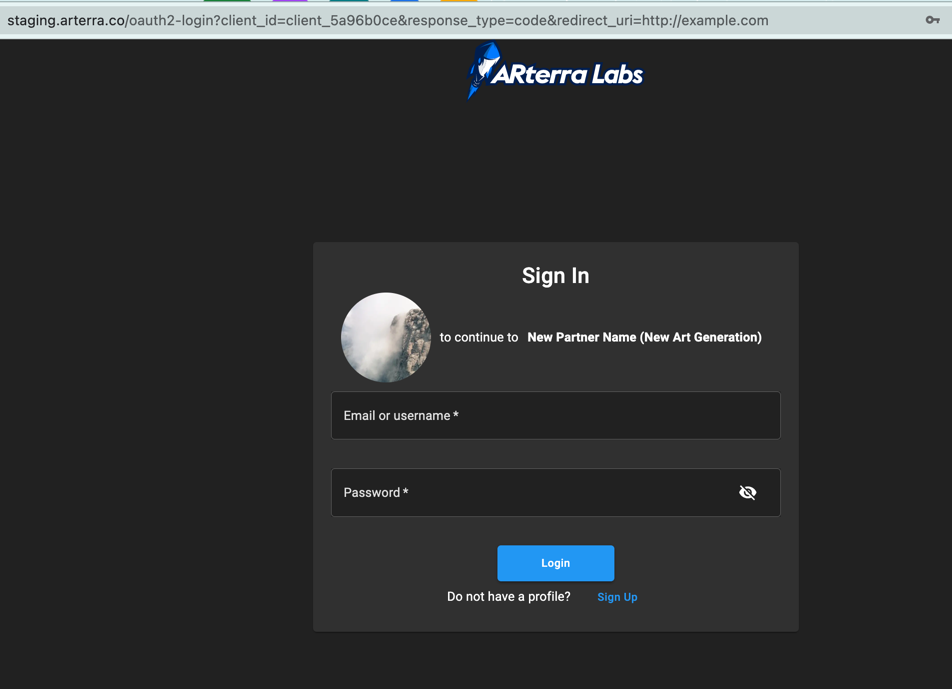 staging.arterra.co/oauth2-login?client_id=client_5a96b0ce&response_type=code&redirect_uri=http://example.com
ARterra Labs
Sign In
to continue to New Partner Name (New Art Generation)
Email or username *
Password *
Login
Do not have a profile? Sign Up